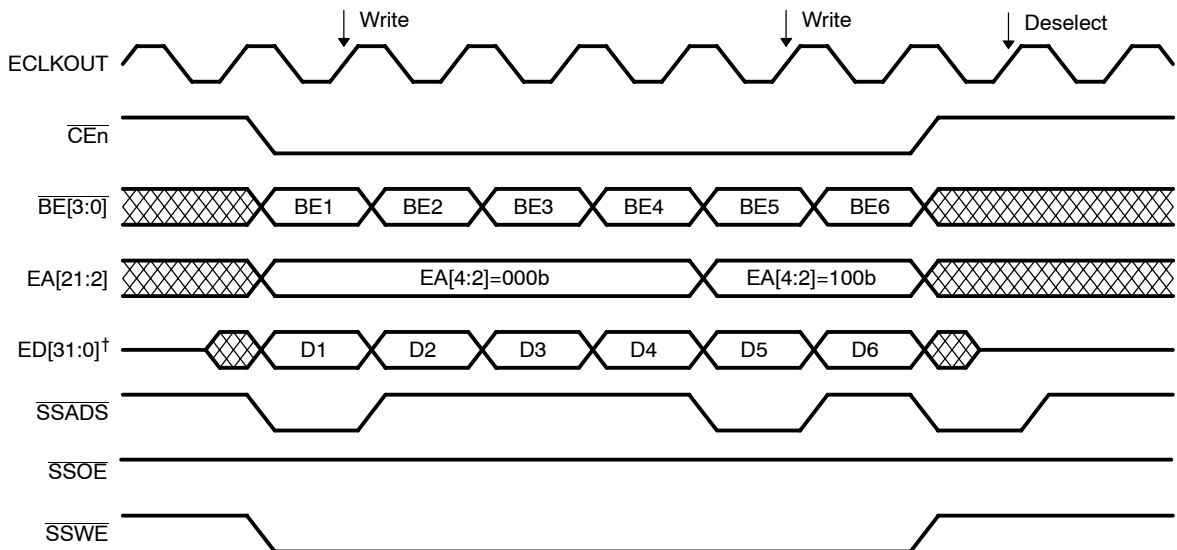 Write Write Deselect
ECLKOUT
CEn
BE[3:0] BE1 BE2 BE3 BE4 BE5 BE6
EA[21:2] EA[4:2]=000b EA[4:2]=100b
ED[31:0]† D1 D2 D3 D4 D5 D6
SSADS
SSOE
SSWE